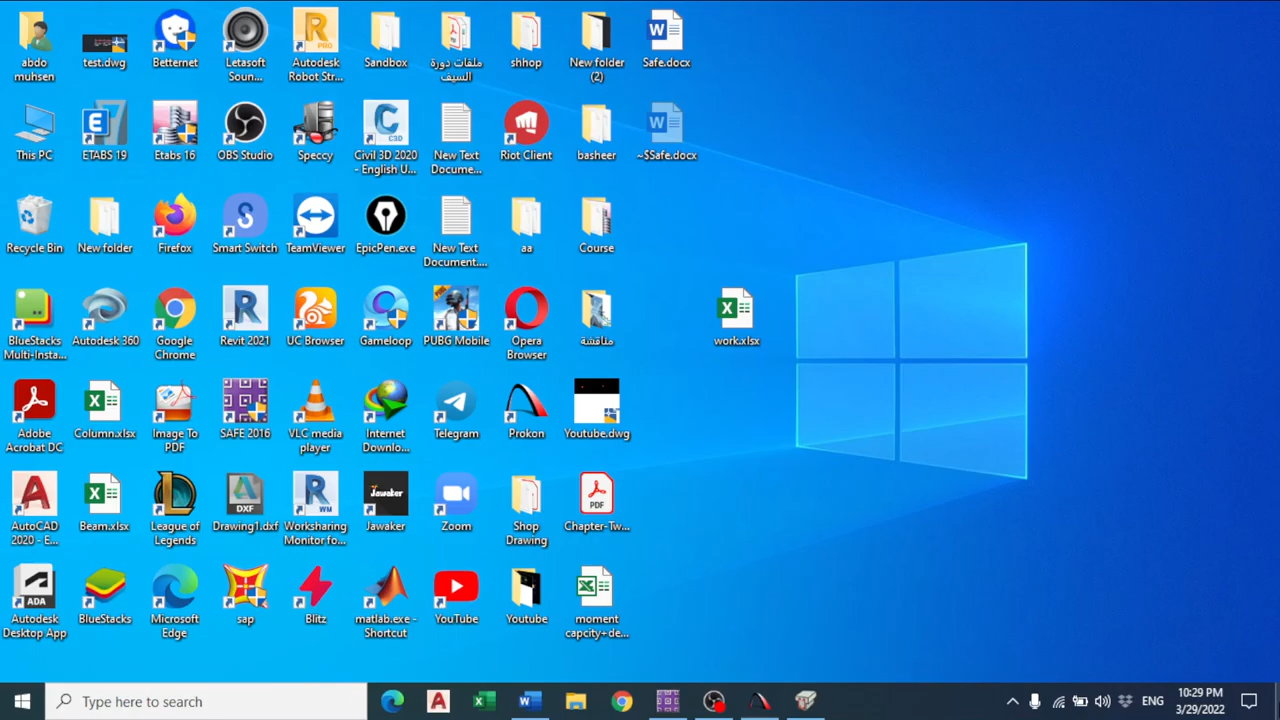 abdo
muhsen
test.dwg
Betternet
Letasoft
Soun...
Autodesk
Robot Str...
Sandbox
ملفات دورة
السيف
shhop
New folder
(2)
Safe.docx
This PC
ETABS 19
Etabs 16
OBS Studio
Speccy
Civil 3D 2020
- English U...
New Text
Docume...
Riot Client
basheer
~$Safe.docx
Recycle Bin
New folder
Firefox
Smart Switch
TeamViewer
EpicPen.exe
New Text
Document....
aa
Course
BlueStacks
Multi-Insta...
Autodesk 360
Google
Chrome
Revit 2021
UC Browser
Gameloop
PUBG Mobile
Opera
Browser
مناقشة
work.xlsx
Adobe
Acrobat DC
Column.xlsx
Image To
PDF
SAFE 2016
VLC media
player
Internet
Downlo...
Telegram
Prokon
Youtube.dwg
AutoCAD
2020 - E...
Beam.xlsx
League of
Legends
DXF
Drawing1.dxf
Worksharing
Monitor fo...
Jawaker
Jawaker
Zoom
Shop
Drawing
PDF
Chapter-Tw...
ADA
Autodesk
Desktop App
BlueStacks
Microsoft
Edge
sap
Blitz
matlab.exe -
Shortcut
YouTube
Youtube
moment
capcity+de...
Type here to search
ENG
10:29 PM
3/29/2022